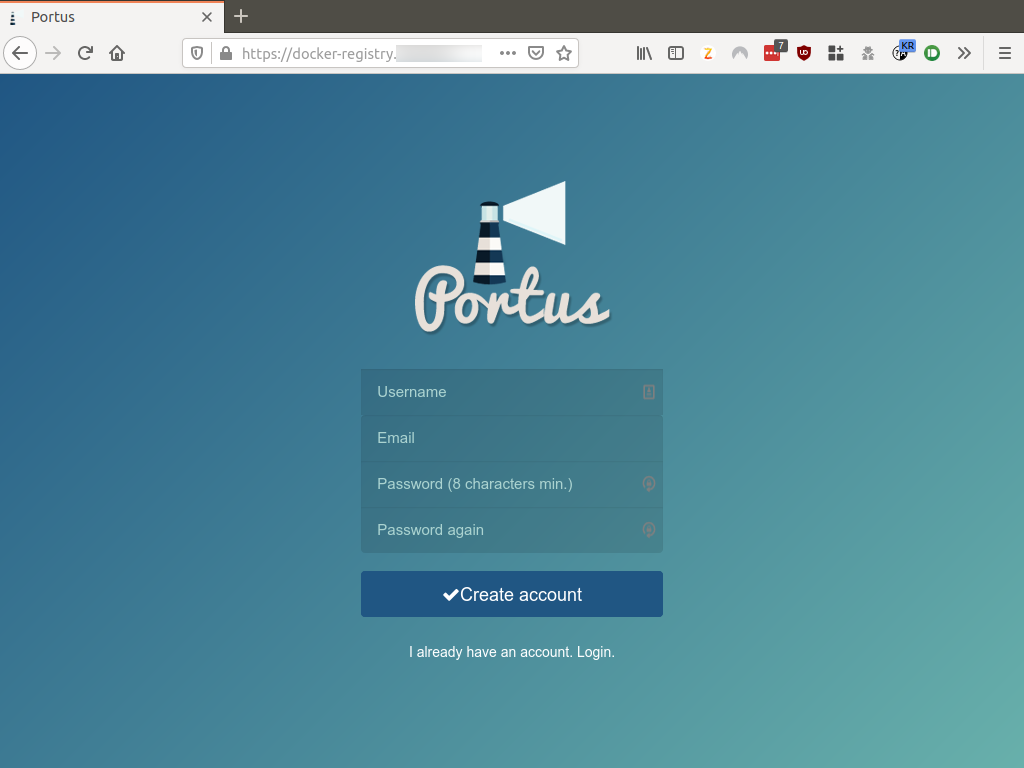 Portus
https://docker-registry.
7
KR
Portus
Username
Email
Password (8 characters min.)
Password again
Create account
I already have an account. Login.